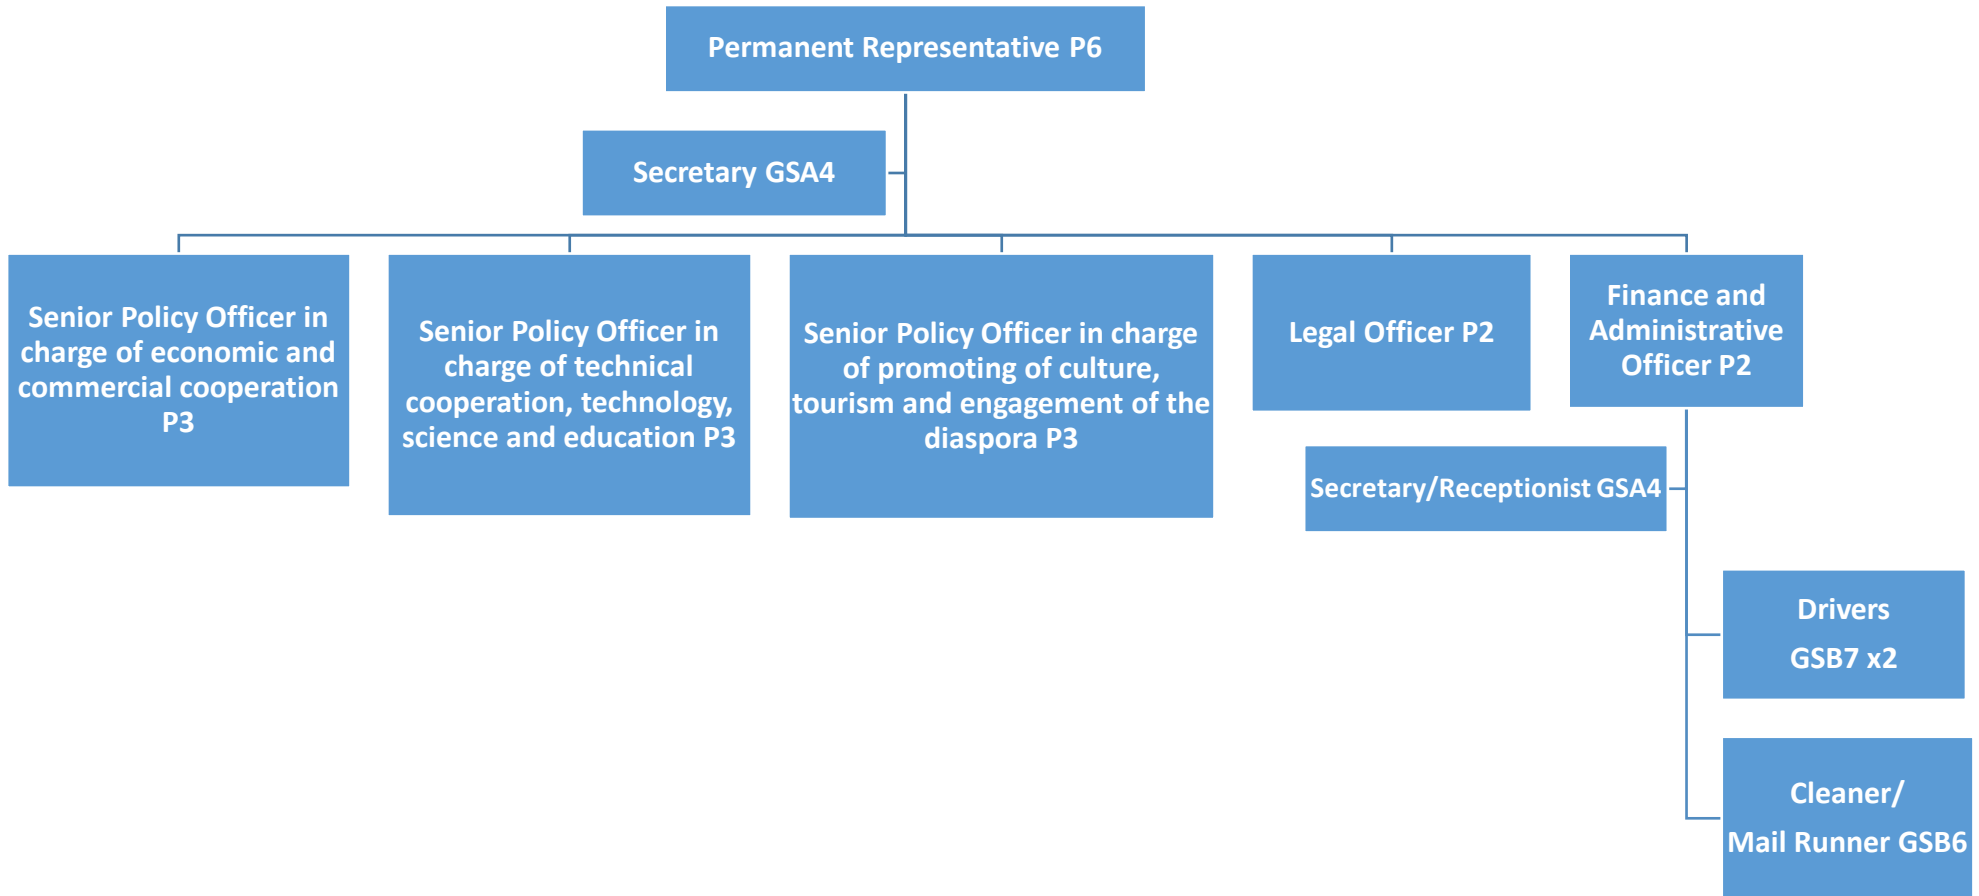 Permanent Representative P6
Secretary GSA4
Senior Policy Officer in
charge of economic and
commercial cooperation
P3
Senior Policy Officer in
charge of technical
cooperation, technology,
science and education P3
Senior Policy Officer in charge
of promoting of culture,
tourism and engagement of the
diaspora P3
Legal Officer P2
Finance and
Administrative
Officer P2
Secretary/Receptionist GSA4
Drivers
GSB7 x2
Cleaner/
Mail Runner GSB6